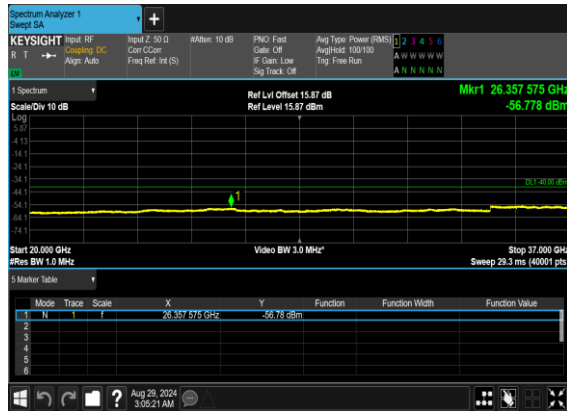 Spectrum Analyzer 1
Swept SA
+
KEYSIGHT Input: RF Input Z: 50 Ω #Atten: 10 dB PNO: Fast Avg Type: Power (RMS) 1 2 3 4 5 6
R T Coupling: DC Corr CCorr Gate: Off Avg|Hold: 100/100 A W W W W W
Align: Auto Freq Ref: Int (S) IF Gain: Low Trig: Free Run
Sig Track: Off A N N N N N
1 Spectrum Ref Lvl Offset 15.87 dB Mkr1 26.357 575 GHz
Scale/Div 10 dB Ref Level 15.87 dBm -56.778 dBm
Log
5.87
-4.13
-14.1
-24.1
-34.1
DL1 -40.00 dBm
-44.1
1
-54.1
-64.1
-74.1
Start 20.000 GHz Video BW 3.0 MHz* Stop 37.000 GHz
#Res BW 1.0 MHz Sweep 29.3 ms (40001 pts)
5 Marker Table
Mode Trace Scale X Y Function Function Width Function Value
1 N 1 f 26.357 575 GHz -56.78 dBm
2
3
4
5
6
? Aug 29, 2024
3:05:21 AM